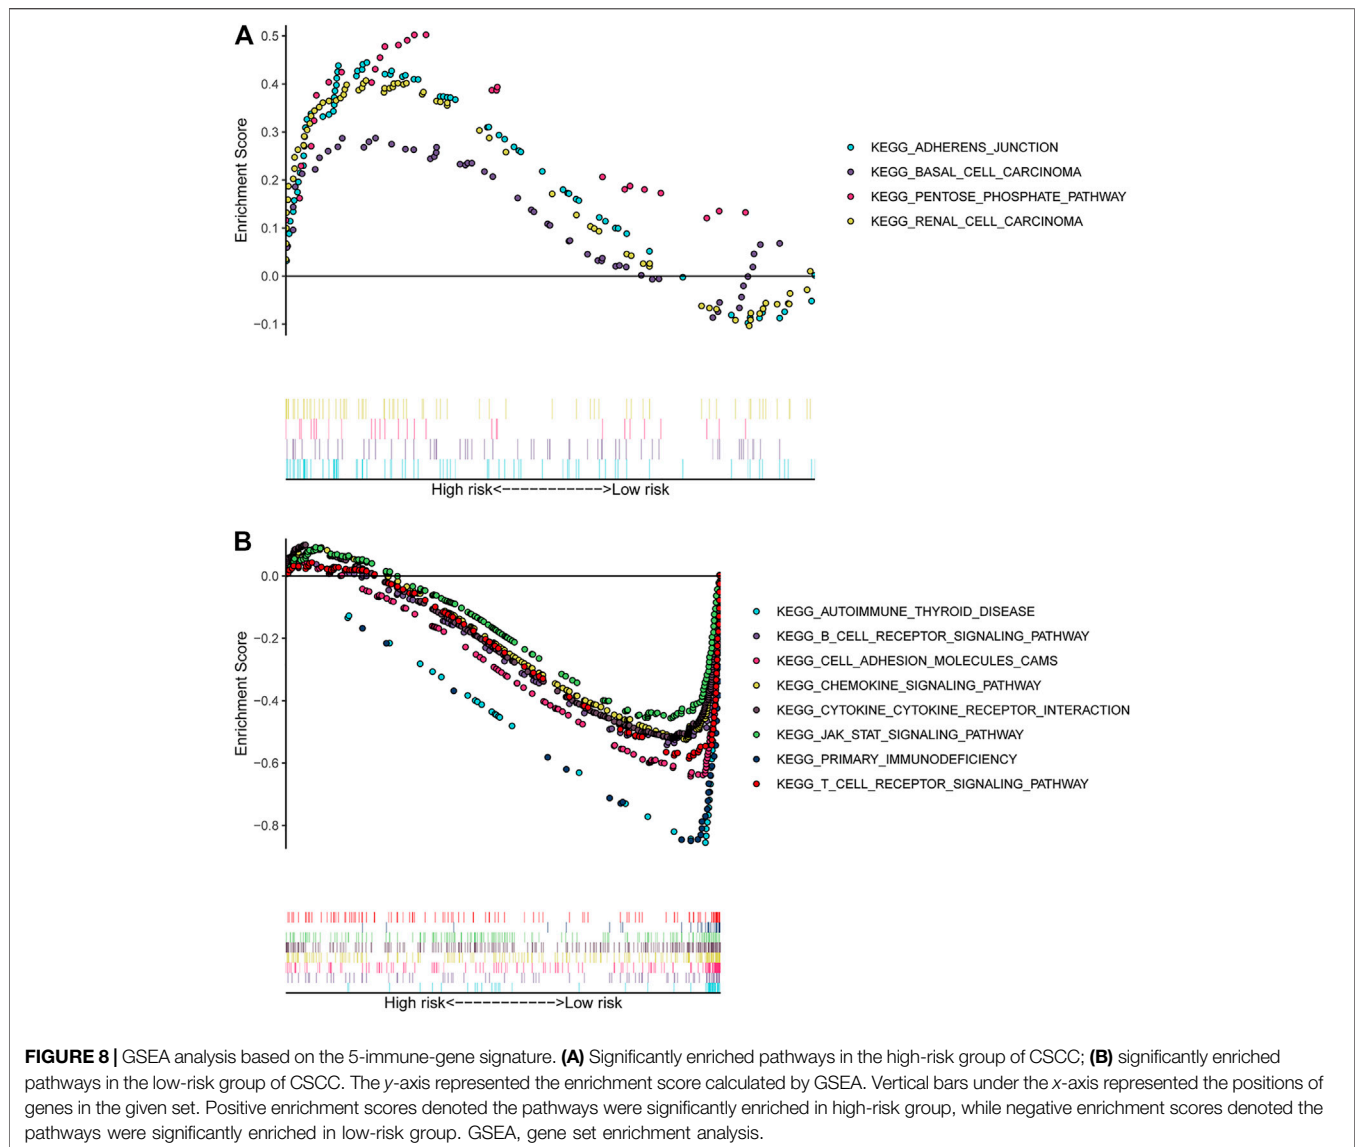 A
0.5
0.4
0.3
0.2
0.1
0.0
−0.1
Enrichment Score
KEGG_ADHERENS_JUNCTION
KEGG_BASAL_CELL_CARCINOMA
KEGG_PENTOSE_PHOSPHATE_PATHWAY
KEGG_RENAL_CELL_CARCINOMA
High risk<----------->Low risk
B
0.0
−0.2
−0.4
−0.6
−0.8
Enrichment Score
KEGG_AUTOIMMUNE_THYROID_DISEASE
KEGG_B_CELL_RECEPTOR_SIGNALING_PATHWAY
KEGG_CELL_ADHESION_MOLECULES_CAMS
KEGG_CHEMOKINE_SIGNALING_PATHWAY
KEGG_CYTOKINE_CYTOKINE_RECEPTOR_INTERACTION
KEGG_JAK_STAT_SIGNALING_PATHWAY
KEGG_PRIMARY_IMMUNODEFICIENCY
KEGG_T_CELL_RECEPTOR_SIGNALING_PATHWAY
High risk<----------->Low risk
FIGURE 8 | GSEA analysis based on the 5-immune-gene signature. (A) Significantly enriched pathways in the high-risk group of CSCC; (B) significantly enriched
pathways in the low-risk group of CSCC. The y-axis represented the enrichment score calculated by GSEA. Vertical bars under the x-axis represented the positions of
genes in the given set. Positive enrichment scores denoted the pathways were significantly enriched in high-risk group, while negative enrichment scores denoted the
pathways were significantly enriched in low-risk group. GSEA, gene set enrichment analysis.